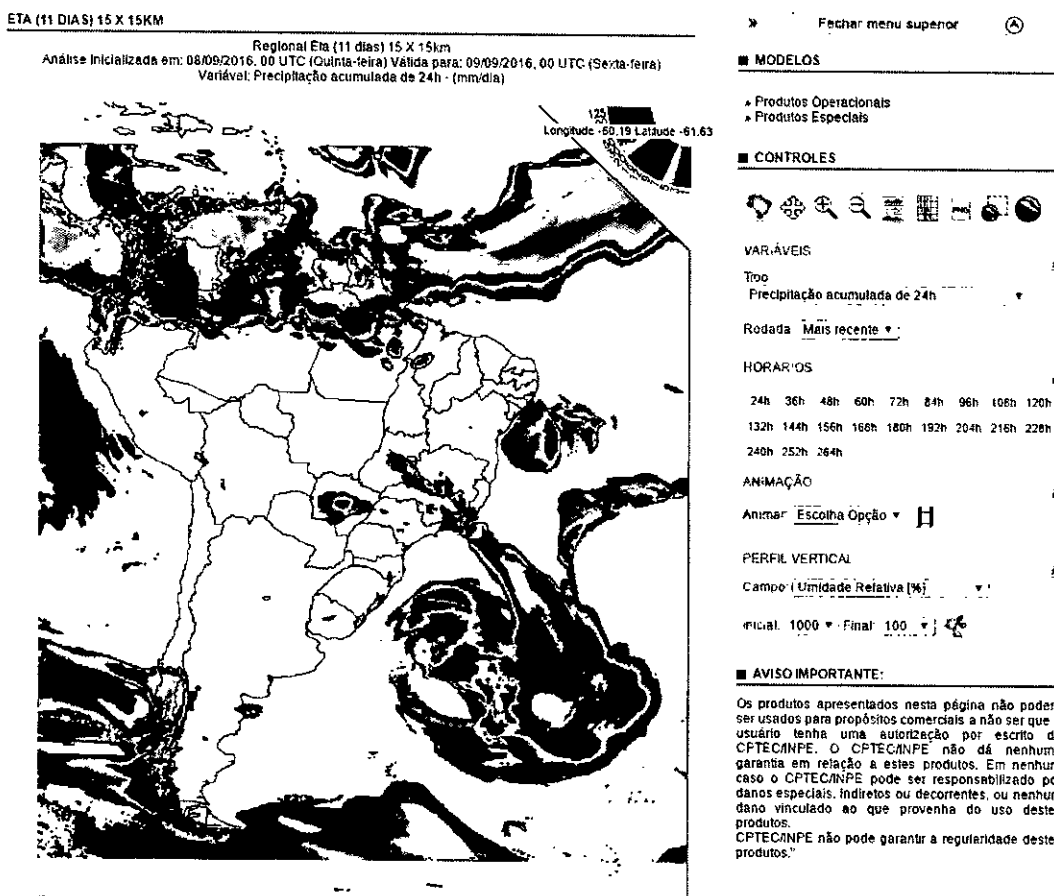 ETA (11 DIAS) 15 X 15KM
Regional Eta (11 dias) 15 X 15km
Análise Inicializada em: 08/09/2016, 00 UTC (Quinta-feira) Válida para: 09/09/2016, 00 UTC (Sexta-feira)
Variável: Precipitação acumulada de 24h - (mm/dia)
125
Longitude -60.19 Latitude -61.63
» Fechar menu superior
MODELOS
Produtos Operacionais
Produtos Especiais
CONTROLES
VARIÁVEIS
Tipo
Precipitação acumulada de 24h
Rodada Mais recente
HORÁRIOS
24h 36h 48h 60h 72h 84h 96h 108h 120h
132h 144h 156h 168h 180h 192h 204h 216h 228h
240h 252h 264h
ANIMAÇÃO
Animar Escolha Opção
PERFIL VERTICAL
Campo Umidade Relativa [%]
Inicial: 1000 Final 100
AVISO IMPORTANTE:
Os produtos apresentados nesta página não podem
ser usados para propósitos comerciais a não ser que
usuário tenha uma autorização por escrito d
CPTEC/INPE. O CPTEC/INPE não dá nenhum
garantia em relação a estes produtos. Em nenhum
caso o CPTEC/INPE pode ser responsabilizado po
danos especiais, indiretos ou decorrentes, ou nenhum
dano vinculado ao que provenha do uso deste
produtos.
CPTEC/INPE não pode garantir a regularidade deste
produtos."